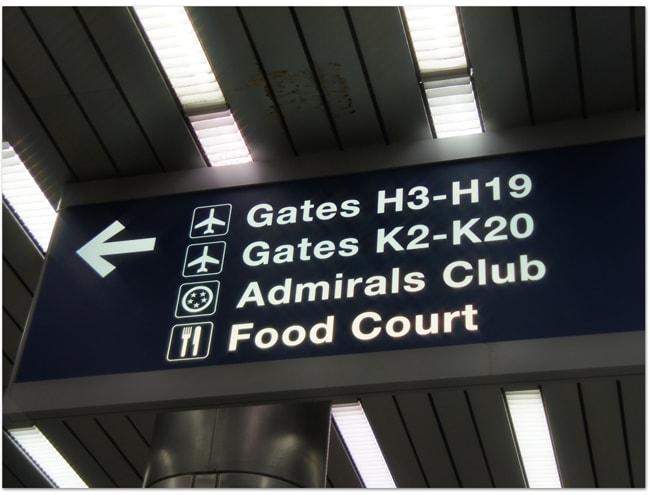 Gates H3-H19
Gates K2-K20
Admirals Club
Food Court